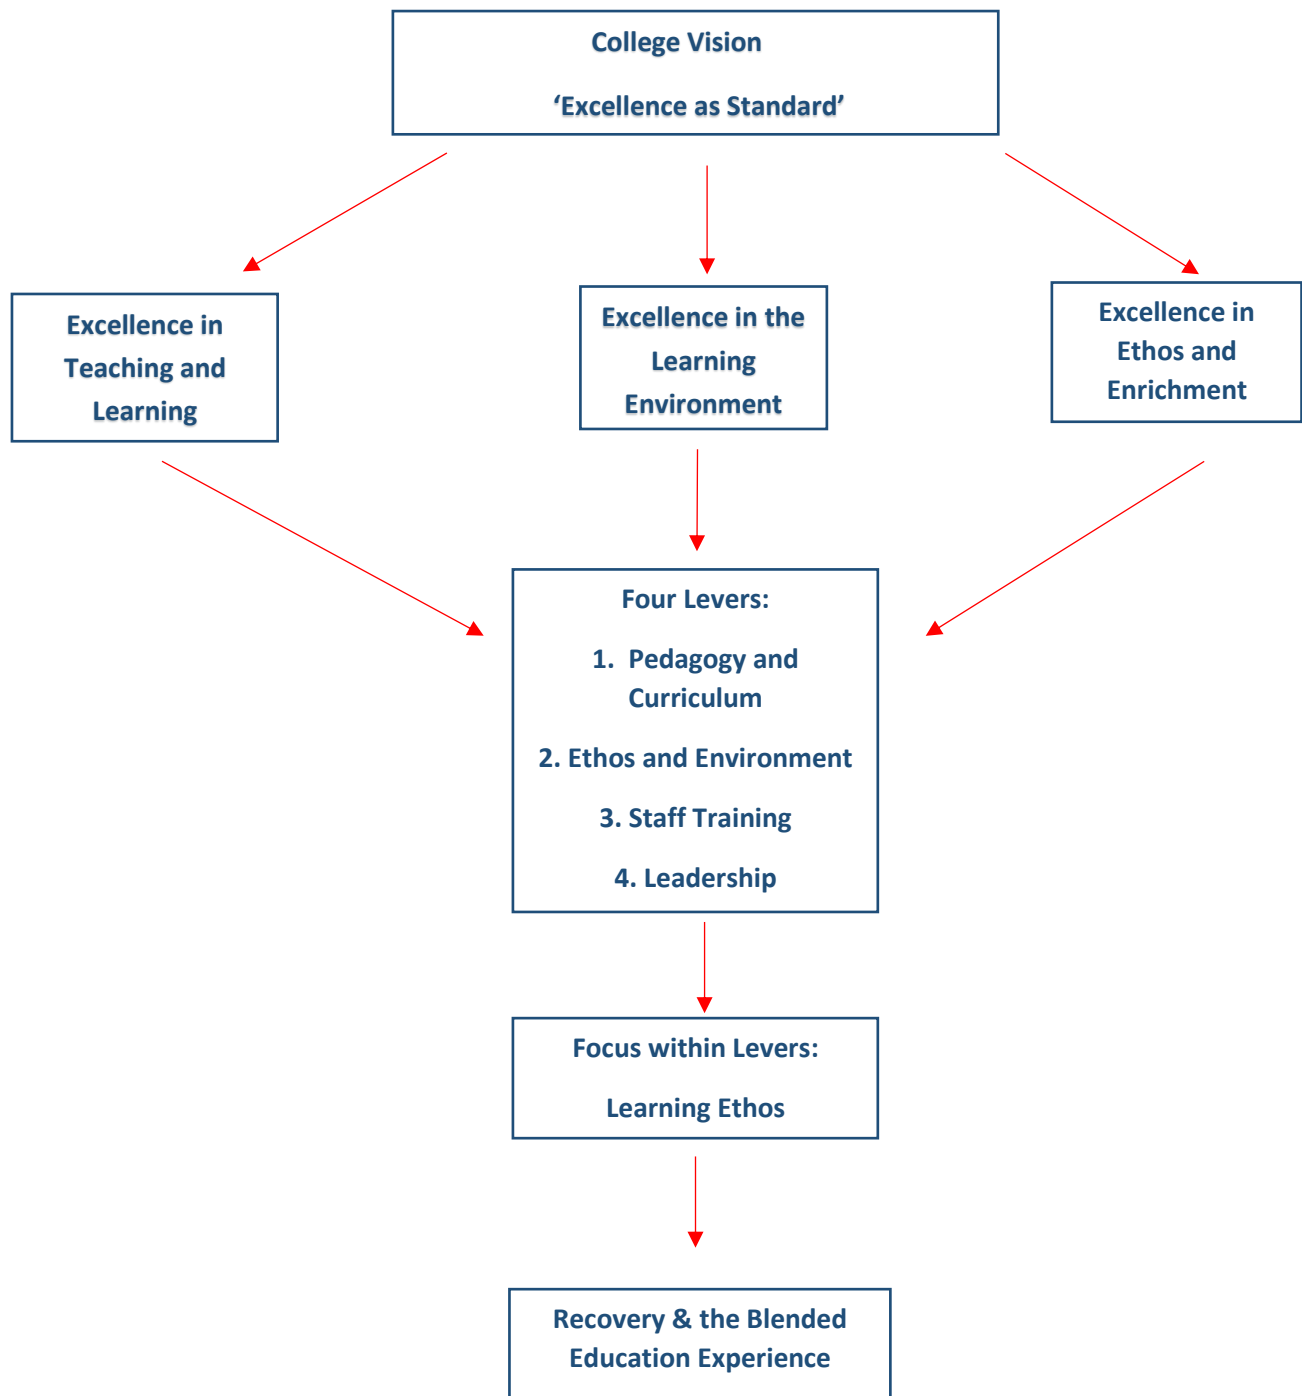 College Vision
‘Excellence as Standard’
Excellence in
Teaching and
Learning
Excellence in the
Learning
Environment
Excellence in
Ethos and
Enrichment
Four Levers:
1. Pedagogy and
Curriculum
2. Ethos and Environment
3. Staff Training
4. Leadership
Focus within Levers:
Learning Ethos
Recovery & the Blended
Education Experience